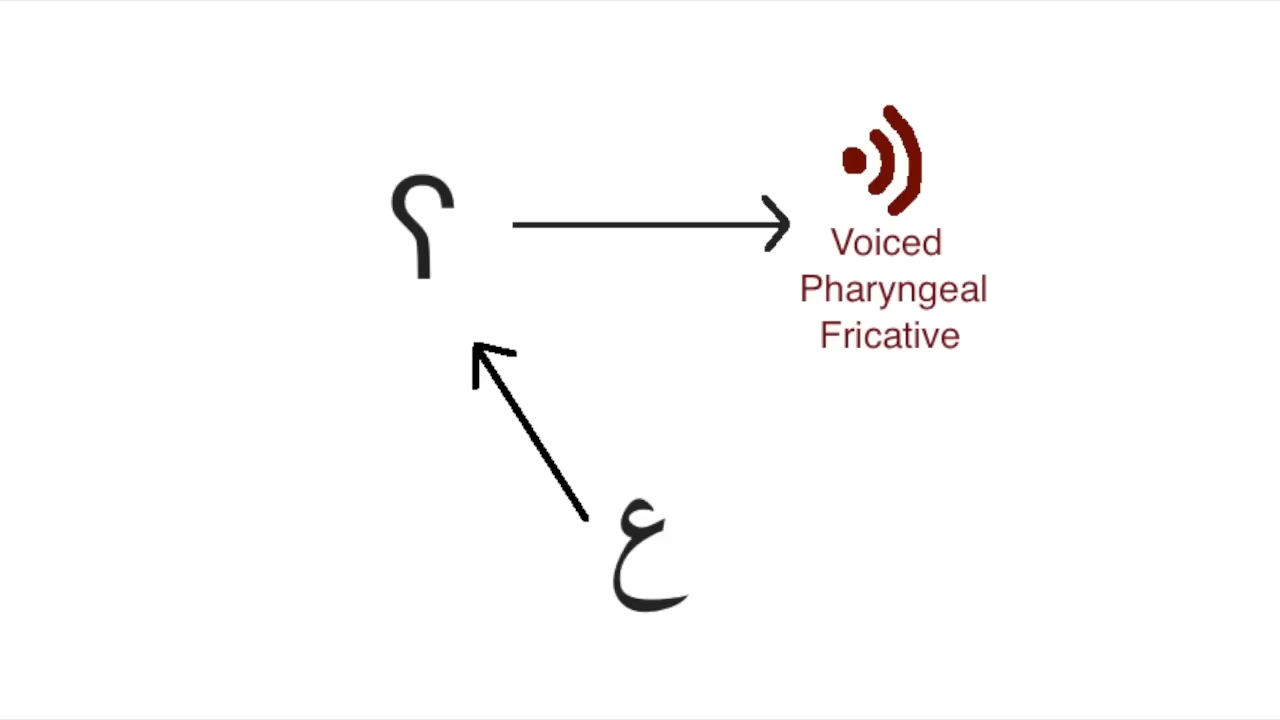 ʕ
Voiced
Pharyngeal
Fricative
ع